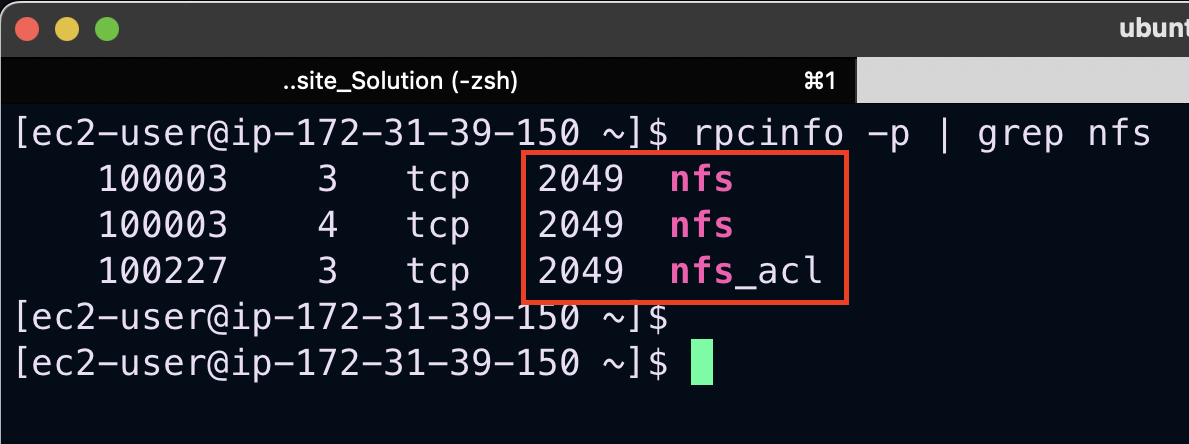 ubunt
..site_Solution (-zsh) ⌘1
[ec2-user@ip-172-31-39-150 ~]$ rpcinfo -p | grep nfs
100003 3 tcp 2049 nfs
100003 4 tcp 2049 nfs
100227 3 tcp 2049 nfs_acl
[ec2-user@ip-172-31-39-150 ~]$
[ec2-user@ip-172-31-39-150 ~]$